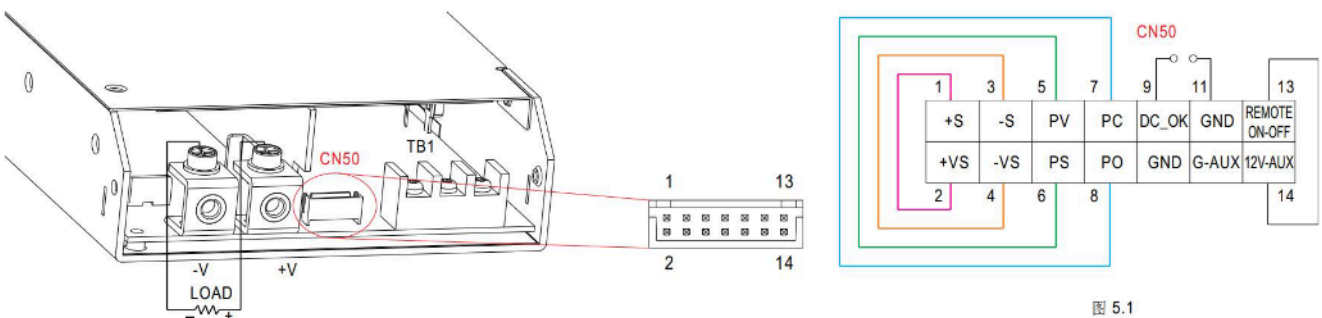 CN50
1 3 5 7 9 11 13
+S -S PV PC DC_OK GND REMOTE ON-OFF
+VS -VS PS PO GND G-AUX 12V-AUX
2 4 6 8 14
TB1
CN50
1 13
2 14
-V +V
LOAD
- +
图 5.1